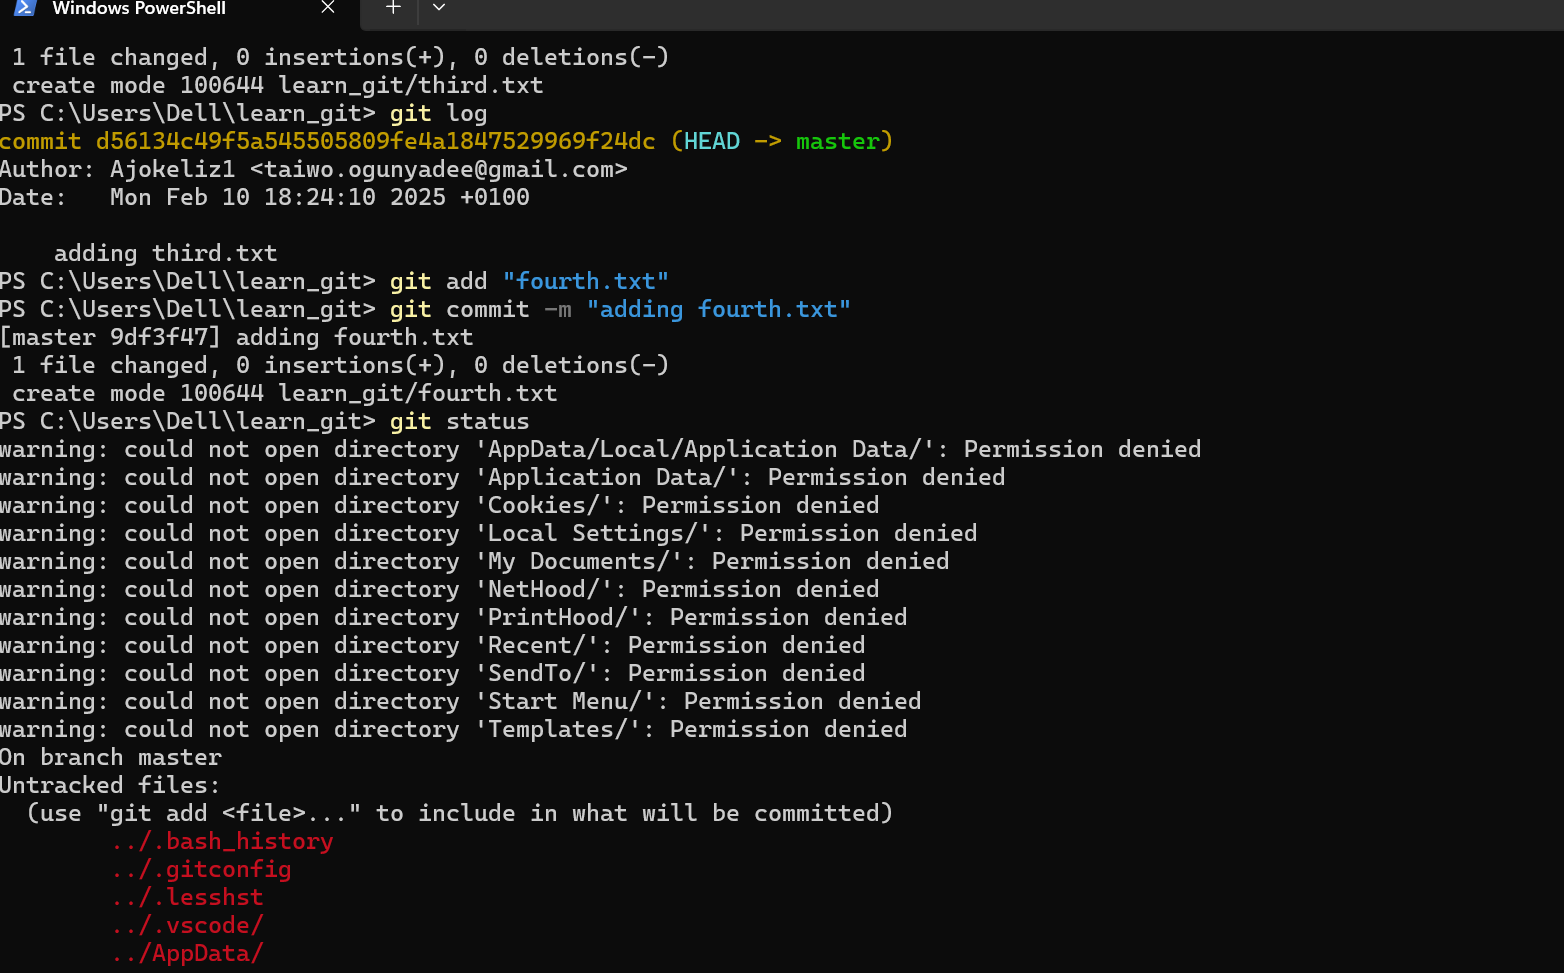 Windows PowerShell
1 file changed, 0 insertions(+), 0 deletions(-)
create mode 100644 learn_git/third.txt
PS C:\Users\Dell\learn_git> git log
commit d56134c49f5a545505809fe4a1847529969f24dc (HEAD -> master)
Author: Ajokeliz1 <taiwo.ogunyadee@gmail.com>
Date:   Mon Feb 10 18:24:10 2025 +0100
    adding third.txt
PS C:\Users\Dell\learn_git> git add "fourth.txt"
PS C:\Users\Dell\learn_git> git commit -m "adding fourth.txt"
[master 9df3f47] adding fourth.txt
 1 file changed, 0 insertions(+), 0 deletions(-)
 create mode 100644 learn_git/fourth.txt
PS C:\Users\Dell\learn_git> git status
warning: could not open directory 'AppData/Local/Application Data/': Permission denied
warning: could not open directory 'Application Data/': Permission denied
warning: could not open directory 'Cookies/': Permission denied
warning: could not open directory 'Local Settings/': Permission denied
warning: could not open directory 'My Documents/': Permission denied
warning: could not open directory 'NetHood/': Permission denied
warning: could not open directory 'PrintHood/': Permission denied
warning: could not open directory 'Recent/': Permission denied
warning: could not open directory 'SendTo/': Permission denied
warning: could not open directory 'Start Menu/': Permission denied
warning: could not open directory 'Templates/': Permission denied
On branch master
Untracked files:
  (use "git add <file>..." to include in what will be committed)
        ../.bash_history
        ../.gitconfig
        ../.lesshst
        ../.vscode/
        ../AppData/